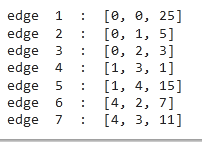 edge 1 : [0, 0, 25]
edge 2 : [0, 1, 5]
edge 3 : [0, 2, 3]
edge 4 : [1, 3, 1]
edge 5 : [1, 4, 15]
edge 6 : [4, 2, 7]
edge 7 : [4, 3, 11]